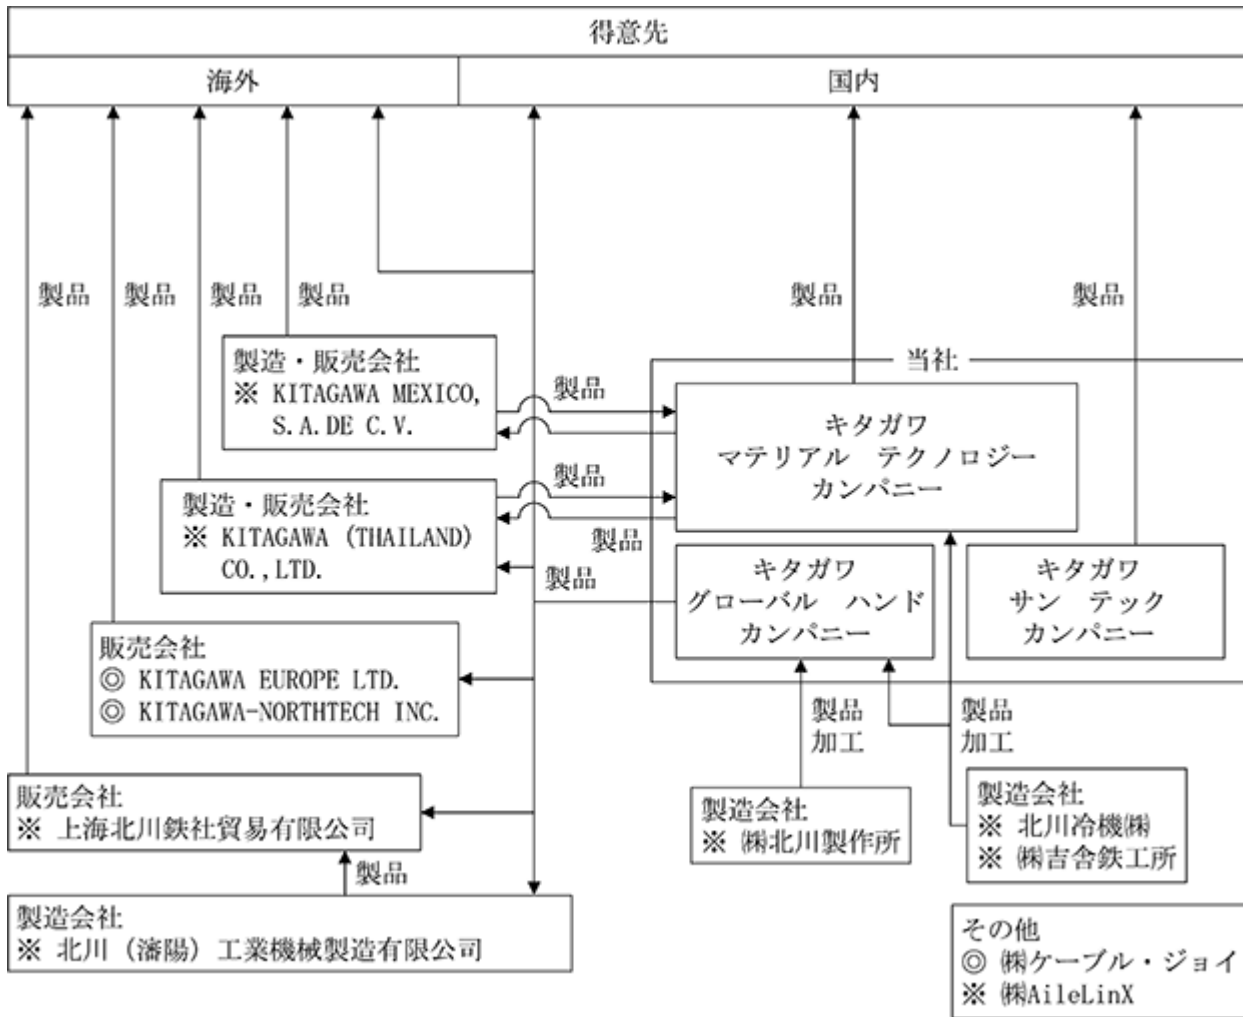 得意先
海外
国内
製品
製品
製品
製品
製品
製品
製造・販売会社
※ KITAGAWA MEXICO,
S.A.DE C.V.
製品
当社
キタガワ
マテリアル テクノロジー
カンパニー
製造・販売会社
※ KITAGAWA (THAILAND)
CO.,LTD.
製品
製品
製品
キタガワ
グローバル ハンド
カンパニー
キタガワ
サン テック
カンパニー
販売会社
◎ KITAGAWA EUROPE LTD.
◎ KITAGAWA-NORTHTECH INC.
製品
加工
製品
加工
販売会社
※ 上海北川鉄社貿易有限公司
製造会社
※ ㈱北川製作所
製造会社
※ 北川冷機㈱
※ ㈱吉舎鉄工所
製品
製造会社
※ 北川（瀋陽）工業機械製造有限公司
その他
◎ ㈱ケーブル・ジョイ
※ ㈱AileLinX